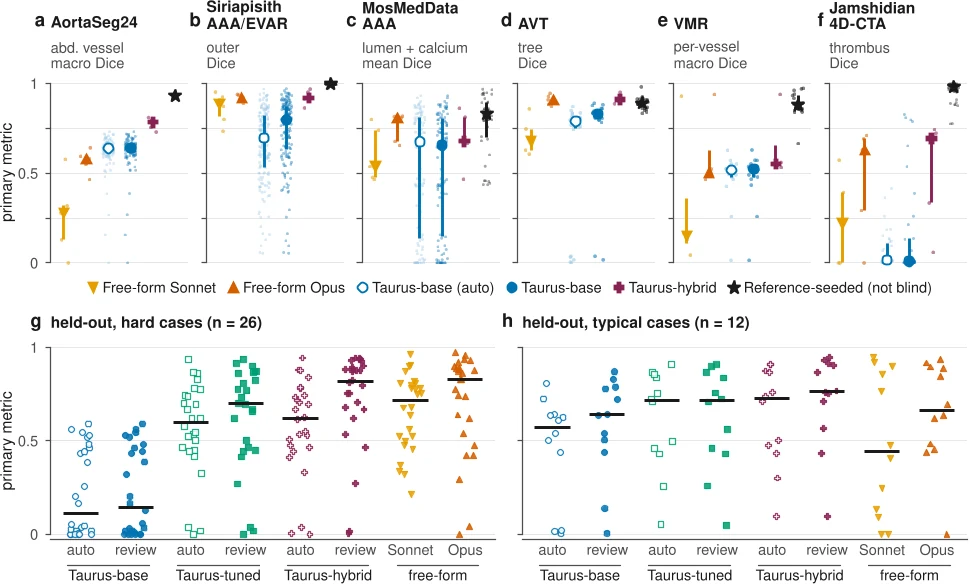 a AortaSeg24
abd. vessel
macro Dice
b Siriapisith
AAA/EVAR
outer
Dice
c MosMedData
AAA
lumen + calcium
mean Dice
d AVT
tree
Dice
e VMR
per-vessel
macro Dice
f Jamshidian
4D-CTA
thrombus
Dice
primary metric
1
0.5
0
Free-form Sonnet
Free-form Opus
Taurus-base (auto)
Taurus-base
Taurus-hybrid
Reference-seeded (not blind)
g held-out, hard cases (n = 26)
primary metric
1
0.5
0
auto review auto review auto review Sonnet Opus
Taurus-base Taurus-tuned Taurus-hybrid free-form
h held-out, typical cases (n = 12)
auto review auto review auto review Sonnet Opus
Taurus-base Taurus-tuned Taurus-hybrid free-form